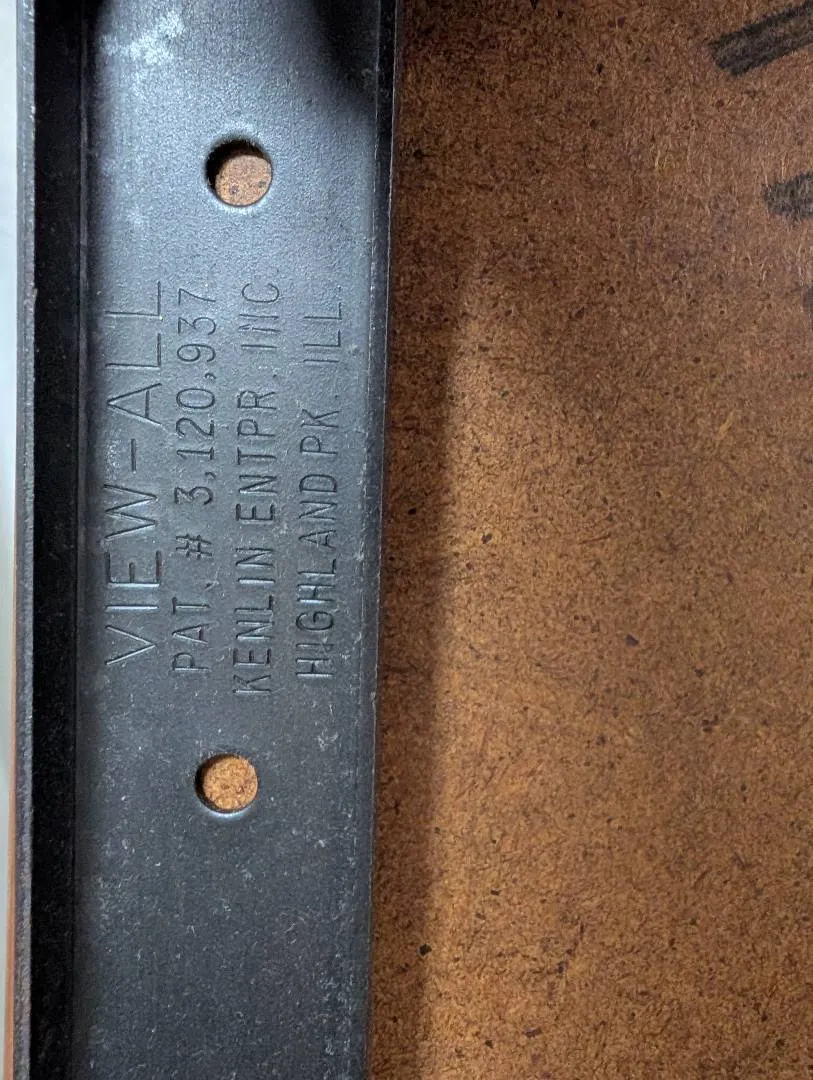 VIEW-ALL
PAT. # 3,120,937
KENLIN ENTPR. INC.
HIGHLAND PK. ILL.